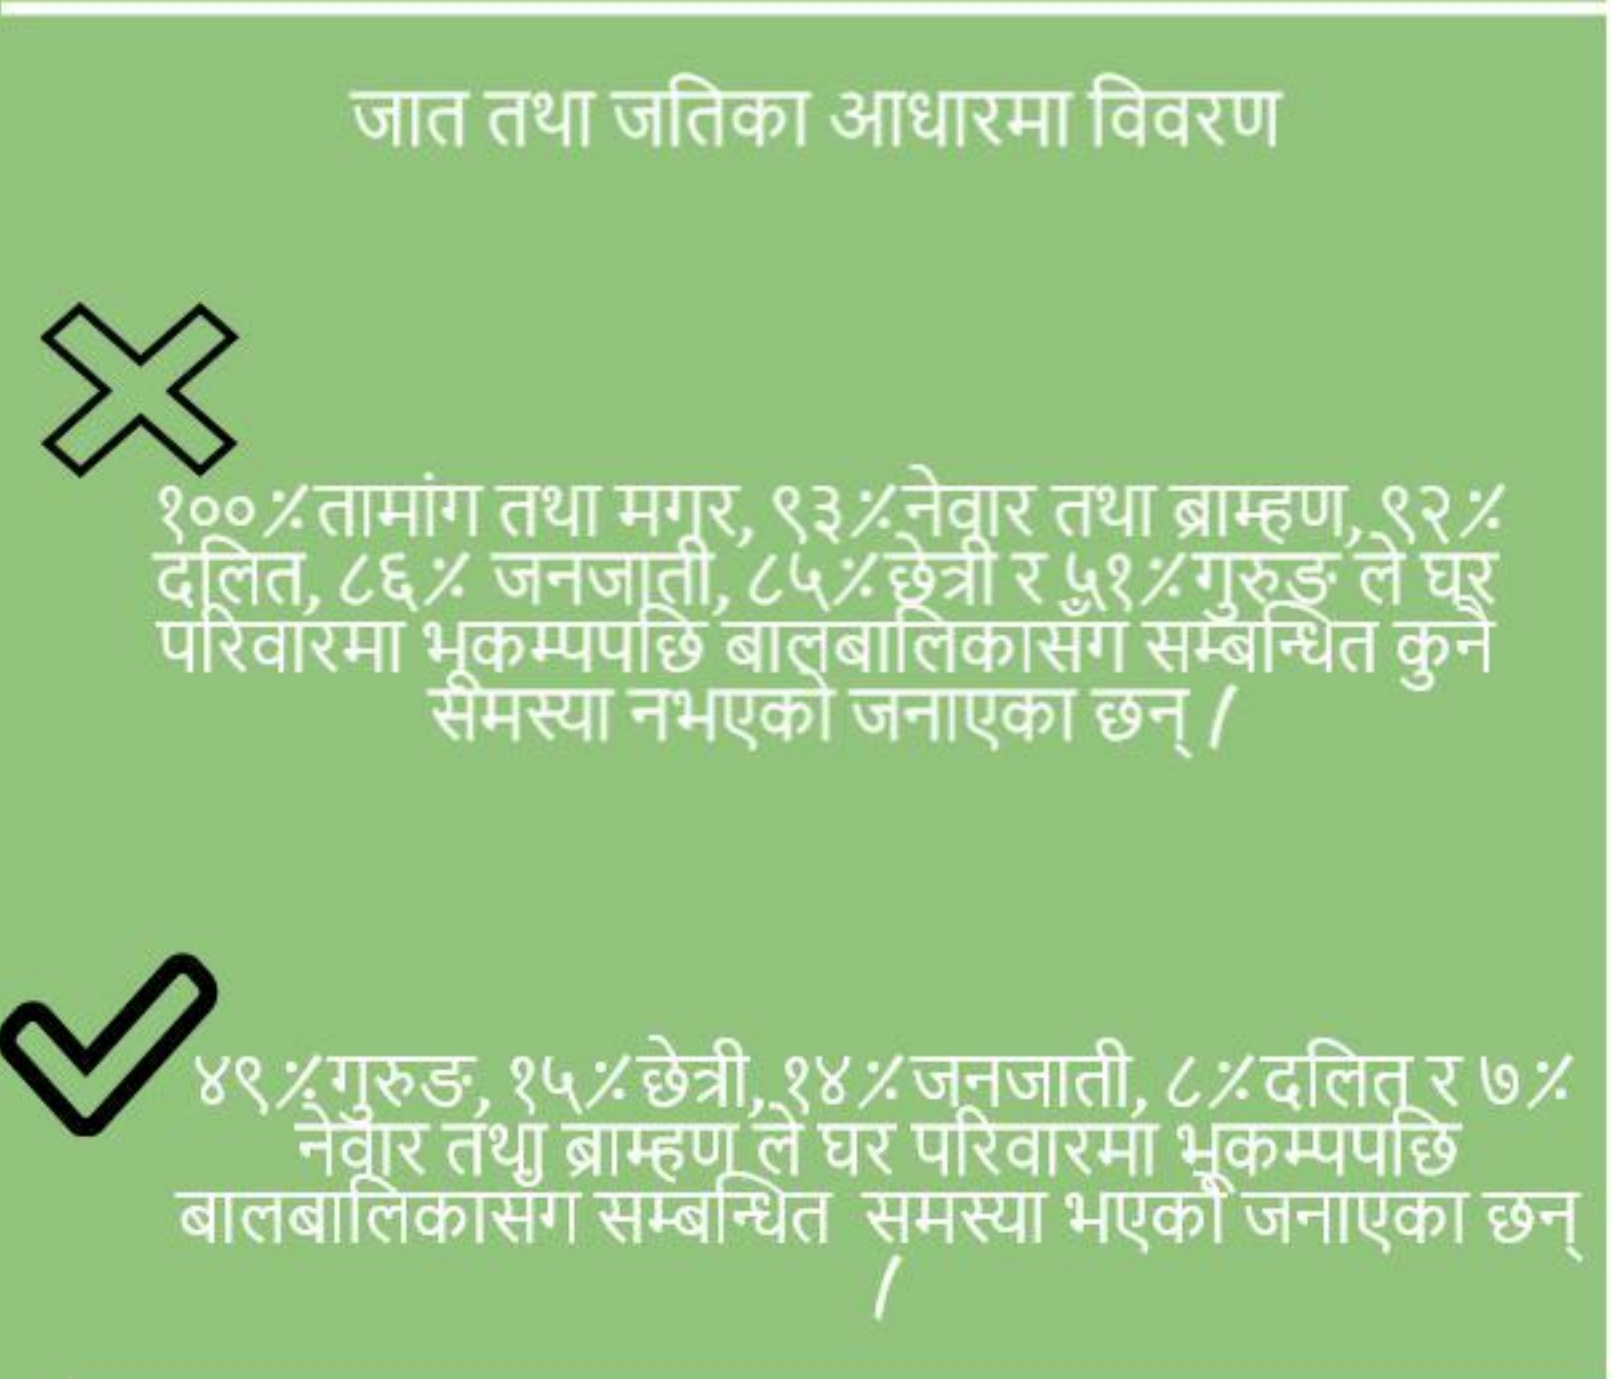 जात तथा जतिका आधारमा विवरण
१००٪तामांग तथा मगर, ९३٪नेवार तथा ब्राम्हण, ९२٪
दलित, ८६٪ जनजाती, ८५٪छेत्री र ५१٪गुरुङ ले घर
परिवारमा भूकम्पपछि बालबालिकासँग सम्बन्धित कुनै
समस्या नभएको जनाएका छन् /
४९٪गुरुङ, १५٪छेत्री, १४٪जनजाती, ८٪दलित र ७٪
नेवार तथा ब्राम्हण ले घर परिवारमा भूकम्पपछि
बालबालिकासँग सम्बन्धित समस्या भएको जनाएका छन्
/